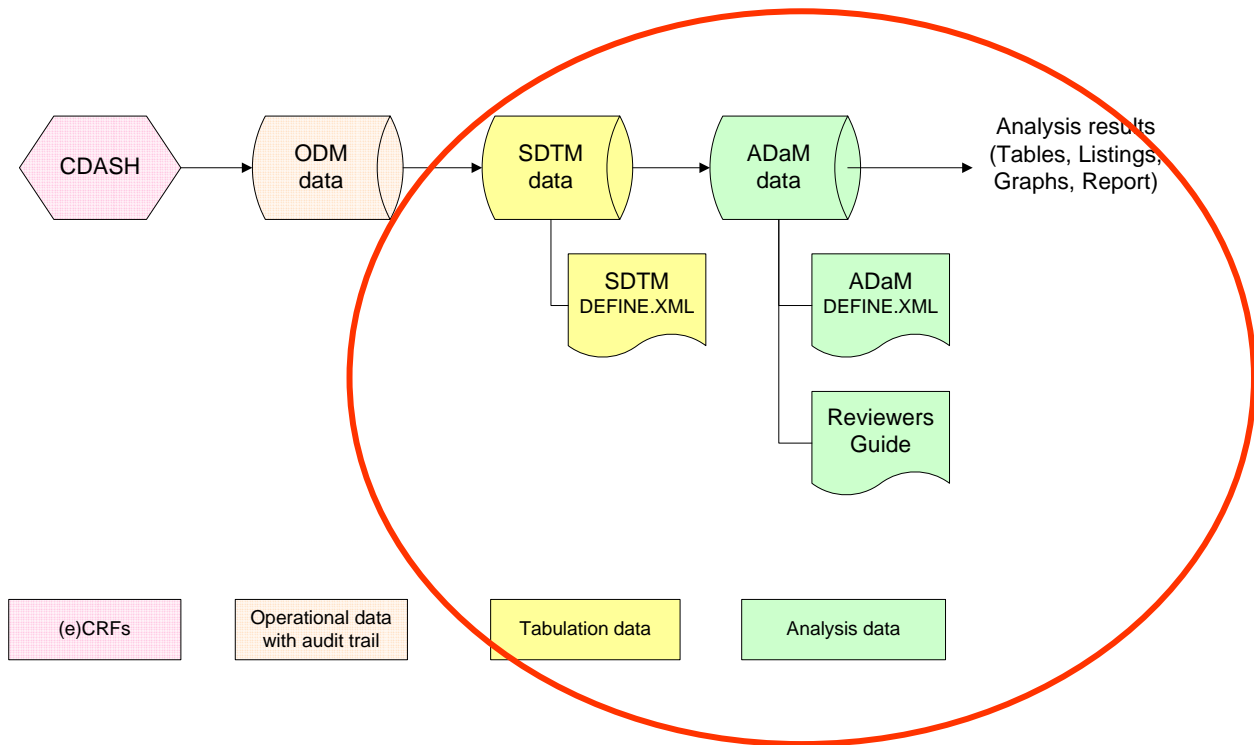 CDASH
ODM
data
SDTM
data
ADaM
data
Analysis results
(Tables, Listings,
Graphs, Report)
SDTM
DEFINE.XML
ADaM
DEFINE.XML
Reviewers
Guide
(e)CRFs
Operational data
with audit trail
Tabulation data
Analysis data